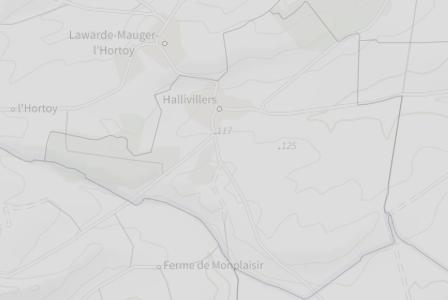 Lawarde-Mauger-
l'Hortoy
Hallivillers
l'Hortoy
117
125
Ferme de Monplaisir